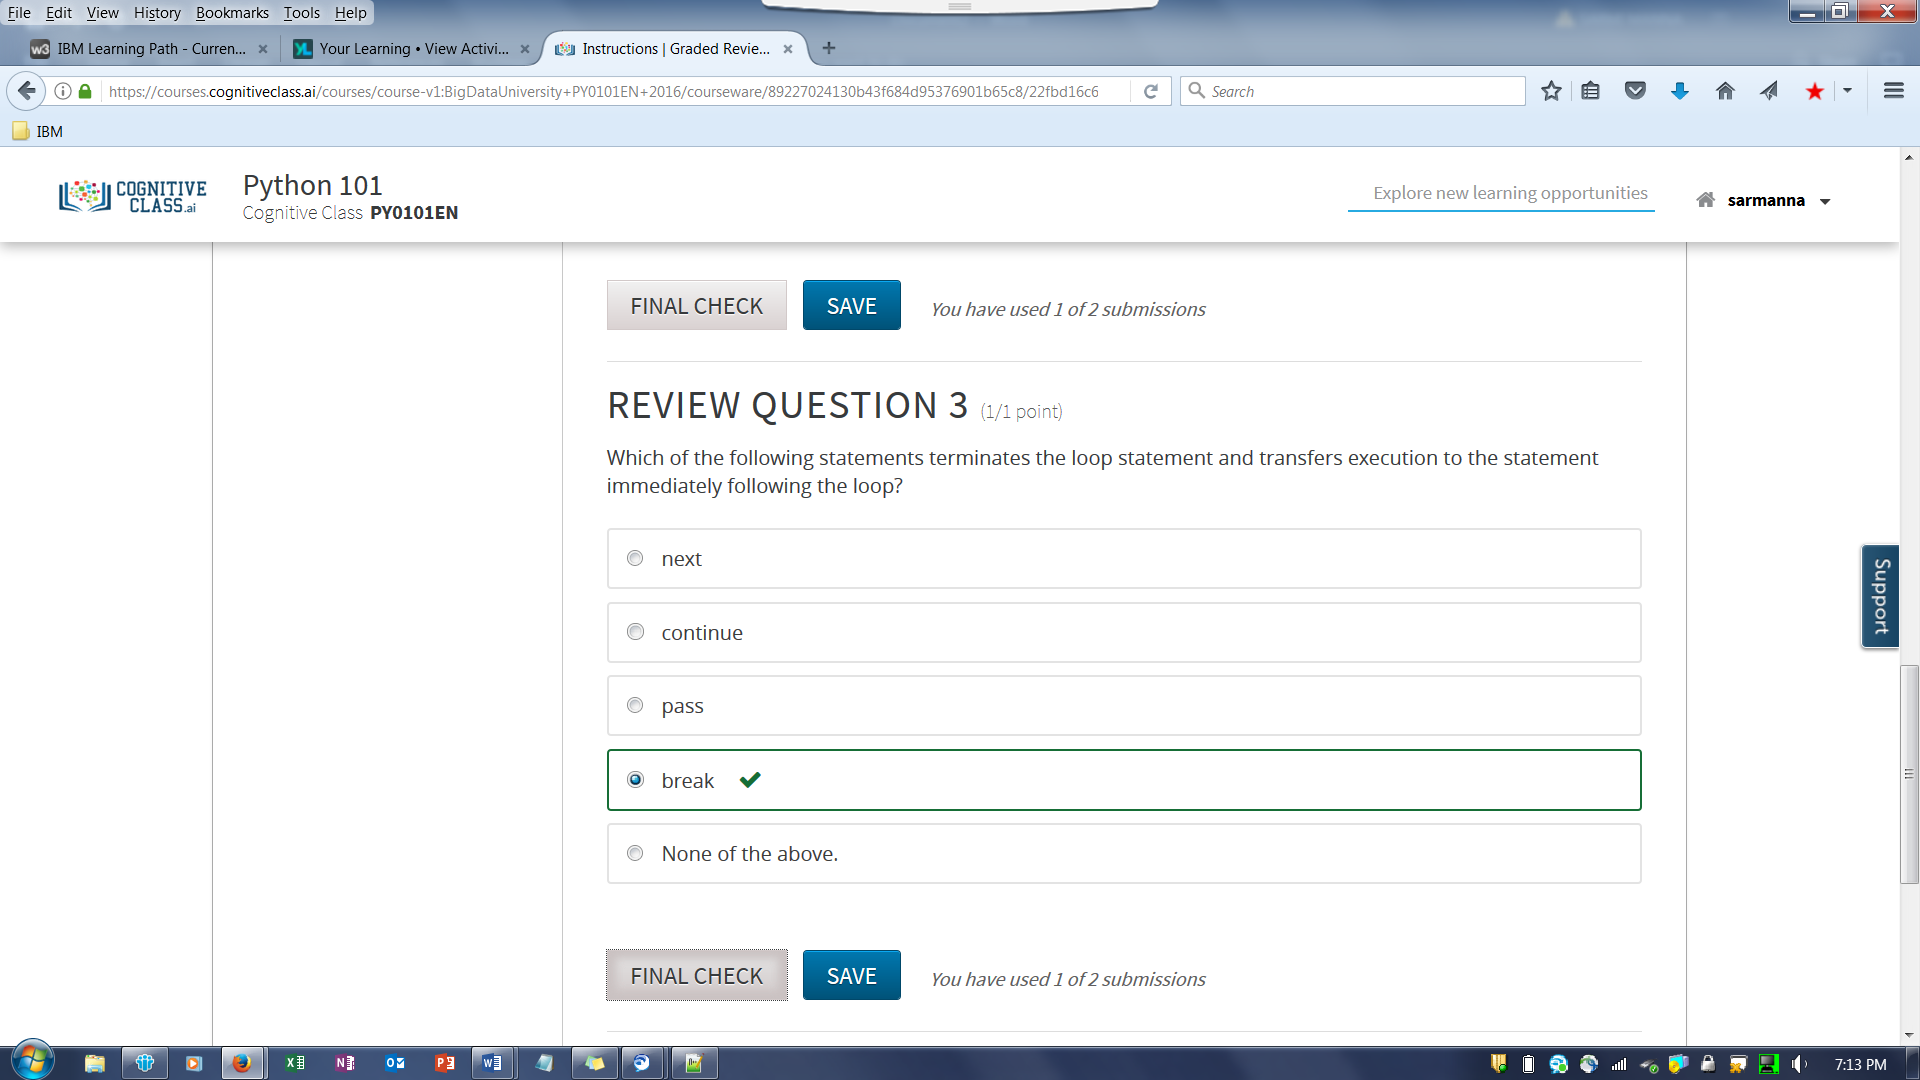 File Edit View History Bookmarks Tools Help
w3 IBM Learning Path - Curren... YL Your Learning • View Activi... Instructions | Graded Revie...
https://courses.cognitiveclass.ai/courses/course-v1:BigDataUniversity+PY0101EN+2016/courseware/89227024130b43f684d95376901b65c8/22fbd16c6 Search
IBM
COGNITIVE
CLASS.ai
Python 101
Cognitive Class PY0101EN
Explore new learning opportunities
sarmanna
FINAL CHECK SAVE You have used 1 of 2 submissions
REVIEW QUESTION 3 (1/1 point)
Which of the following statements terminates the loop statement and transfers execution to the statement
immediately following the loop?
next
continue
pass
break
None of the above.
Support
FINAL CHECK SAVE You have used 1 of 2 submissions
7:13 PM